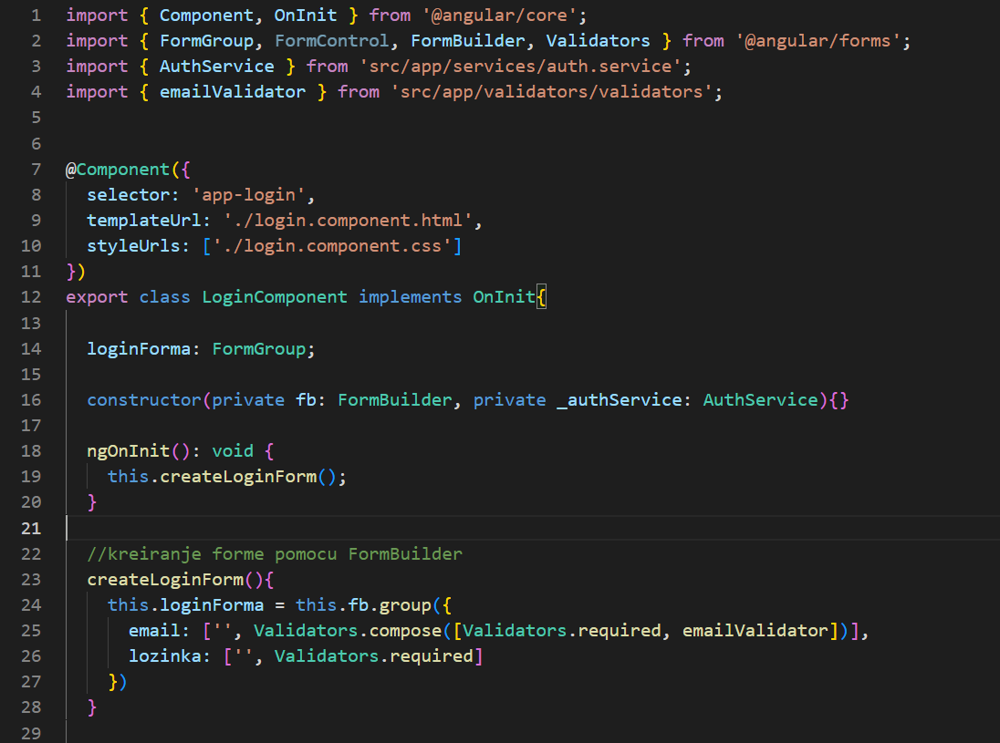 1 import { Component, OnInit } from '@angular/core';
2 import { FormGroup, FormControl, FormBuilder, Validators } from '@angular/forms';
3 import { AuthService } from 'src/app/services/auth.service';
4 import { emailValidator } from 'src/app/validators/validators';
5
6
7 @Component({
8   selector: 'app-login',
9   templateUrl: './login.component.html',
10   styleUrls: ['./login.component.css']
11 })
12 export class LoginComponent implements OnInit{
13
14   loginForma: FormGroup;
15
16   constructor(private fb: FormBuilder, private _authService: AuthService){}
17
18   ngOnInit(): void {
19     this.createLoginForm();
20   }
21
22   //kreiranje forme pomocu FormBuilder
23   createLoginForm(){
24     this.loginForma = this.fb.group({
25       email: ['', Validators.compose([Validators.required, emailValidator])],
26       lozinka: ['', Validators.required]
27     })
28   }
29